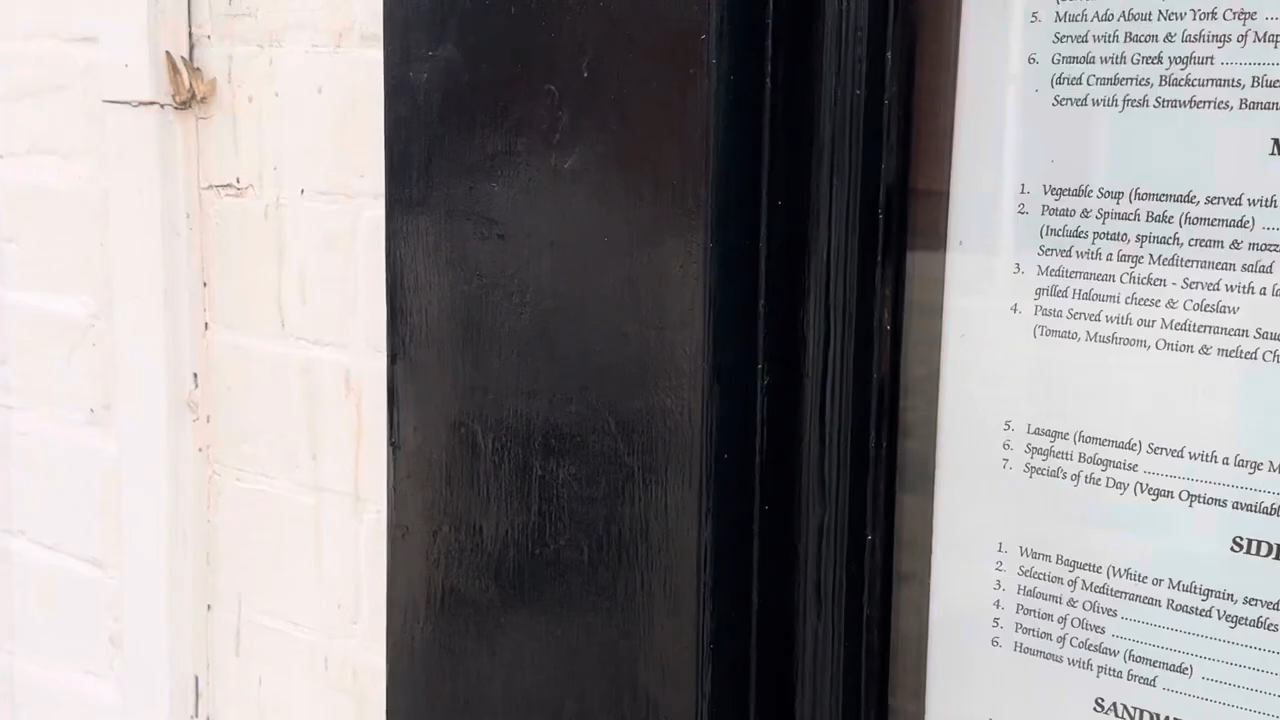 5. Much Ado About New York Crêpe ...
Served with Bacon & lashings of
6. Granola with Greek yoghurt ....................
(dried Cranberries, Blackcurrants,
Served with fresh Strawberries,
1. Vegetable Soup (homemade, served with
2. Potato & Spinach Bake (homemade) ....
(Includes potato, spinach, cream &
Served with a large Mediterranean salad
3. Mediterranean Chicken - Served with a
grilled Haloumi cheese & Coleslaw
4. Pasta Served with our Mediterranean
(Tomato, Mushroom, Onion & melted
5. Lasagne (homemade) Served with a large
6. Spaghetti Bolognaise ..............................
7. Special's of the Day (Vegan Options
1. Warm Baguette (White or Multigrain, served
2. Selection of Mediterranean Roasted Vegetables
3. Haloumi & Olives ....................................
4. Portion of Olives ......................................
5. Portion of Coleslaw (homemade) ..................
6. Houmous with pitta bread ..........................